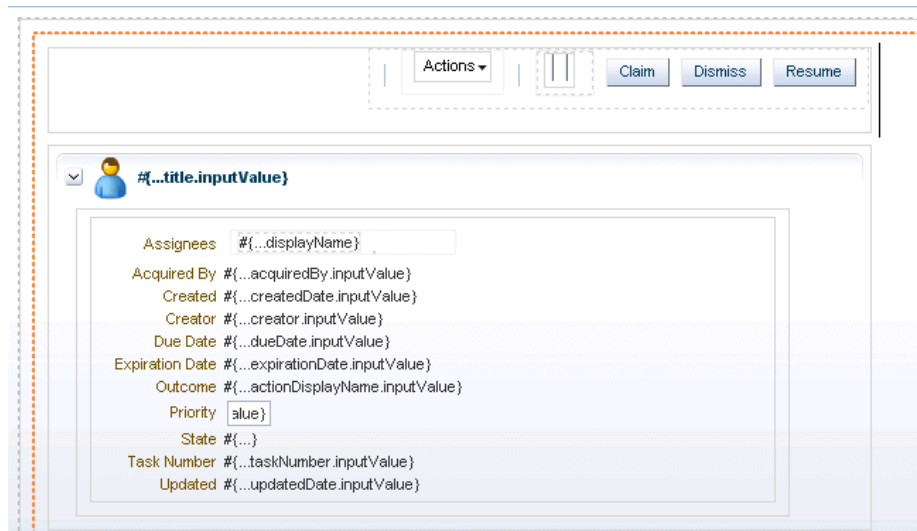 Actions Claim Dismiss Resume
#{...title.inputValue}
Assignees #{...displayName}
Acquired By #{...acquiredBy.inputValue}
Created #{...createdDate.inputValue}
Creator #{...creator.inputValue}
Due Date #{...dueDate.inputValue}
Expiration Date #{...expirationDate.inputValue}
Outcome #{...actionDisplayName.inputValue}
Priority alue}
State #{...}
Task Number #{...taskNumber.inputValue}
Updated #{...updatedDate.inputValue}